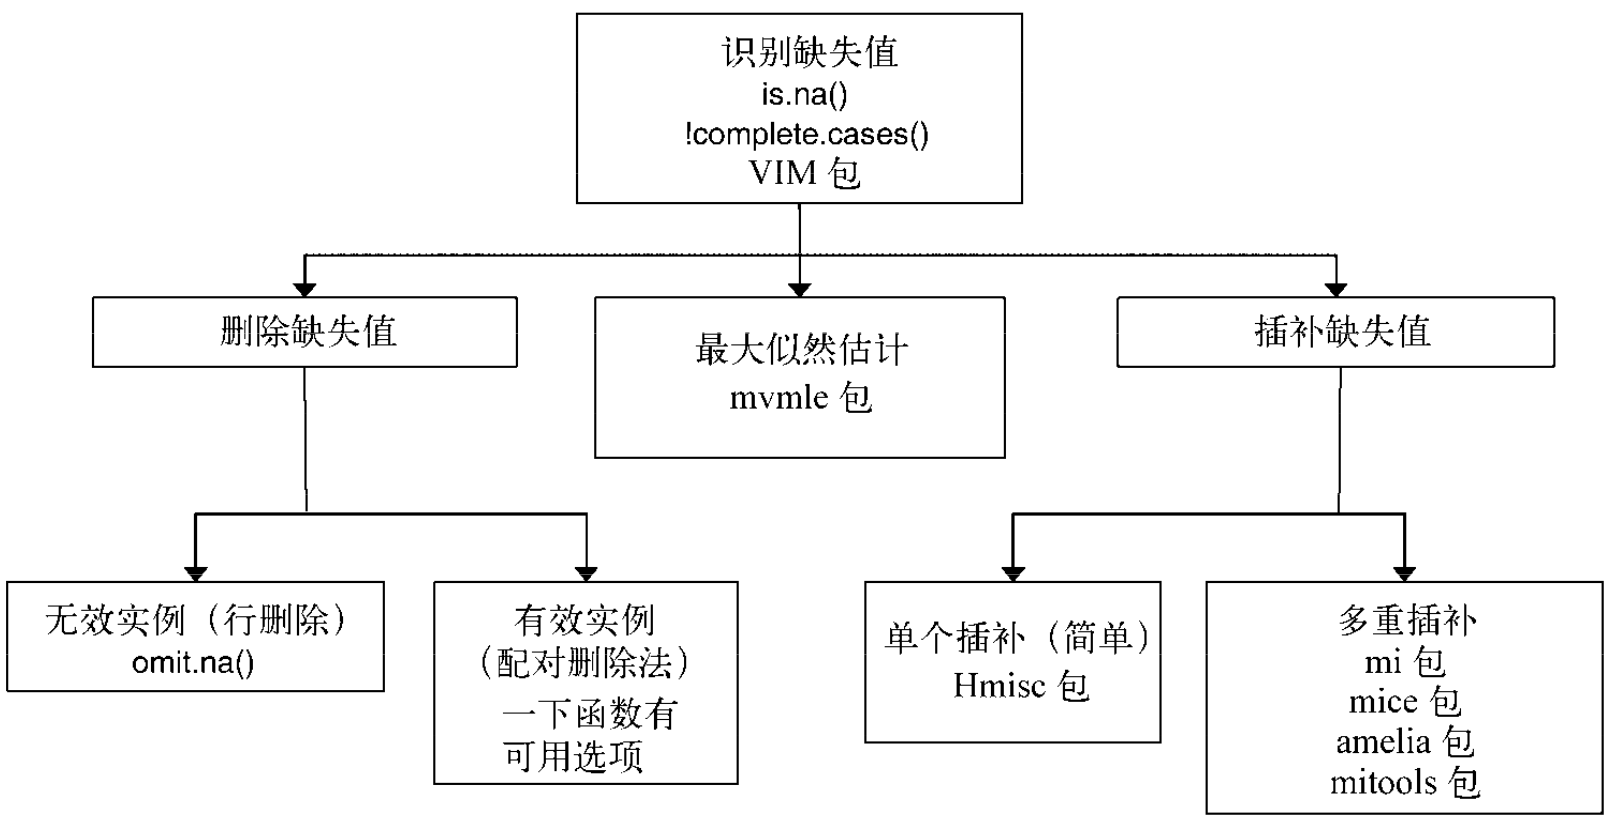 识别缺失值
is.na()
!complete.cases()
VIM 包
删除缺失值
最大似然估计
mvmle 包
插补缺失值
无效实例（行删除）
omit.na()
有效实例
（配对删除法）
一下函数有
可用选项
单个插补（简单）
Hmisc 包
多重插补
mi 包
mice 包
amelia 包
mitools 包